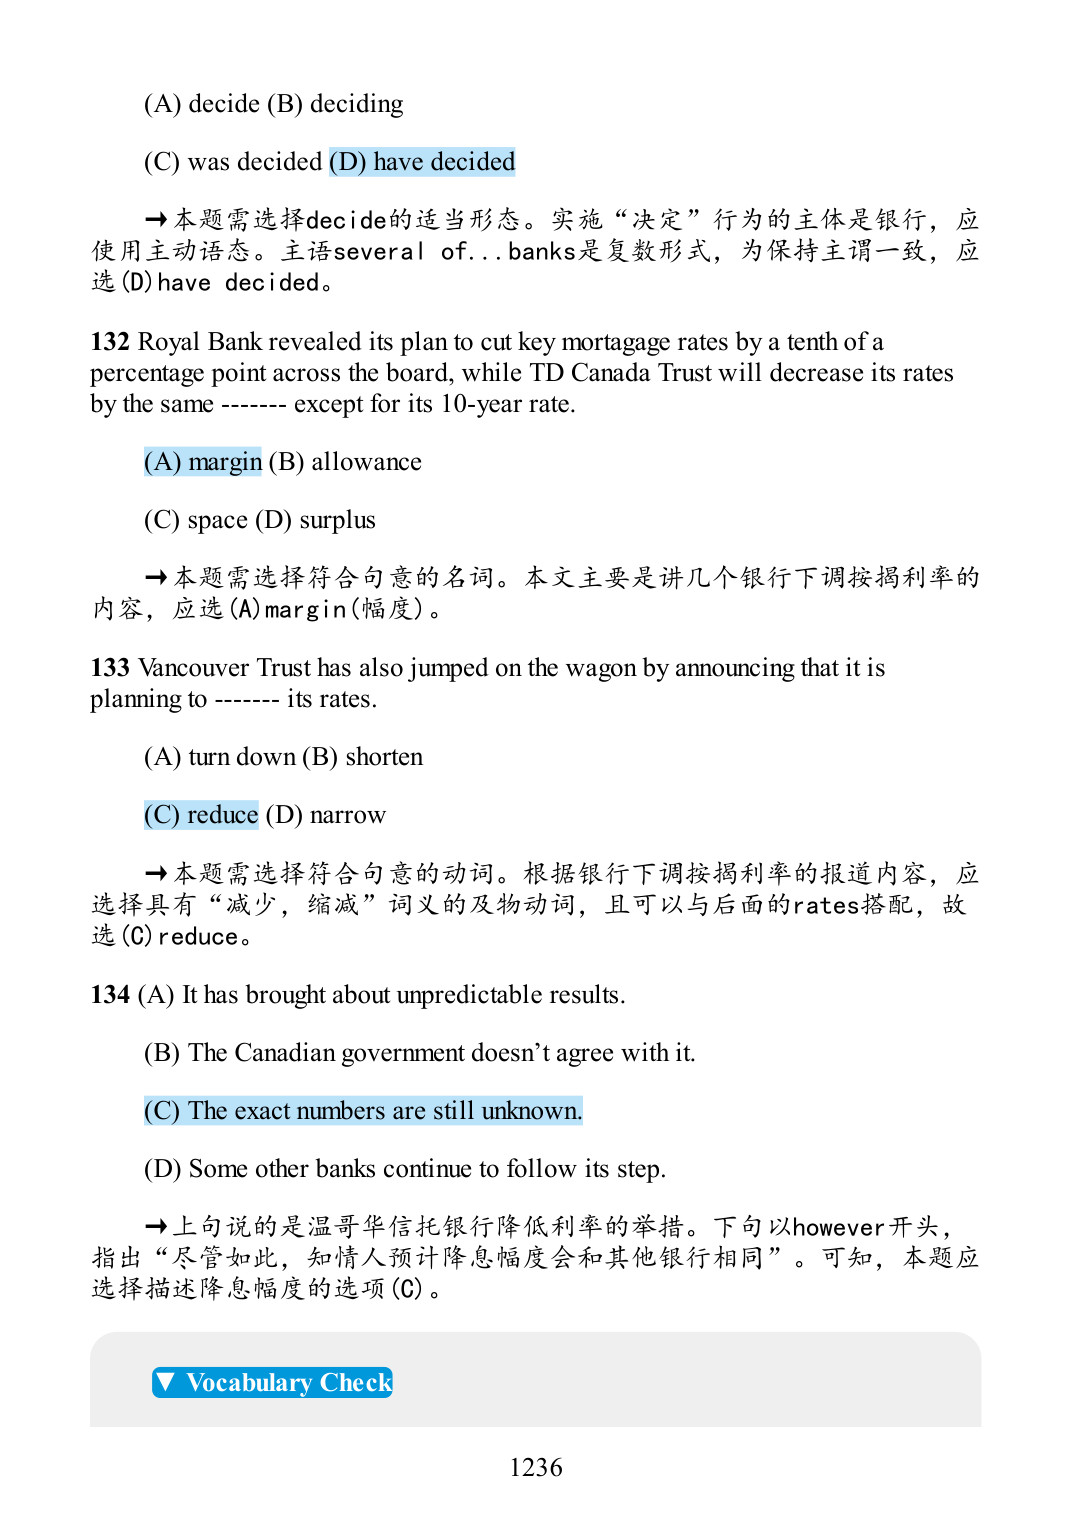 (A) decide (B) deciding
(C) was decided (D) have decided
➞本题需选择decide的适当形态。实施“决定”行为的主体是银行，应
使用主动语态。主语several of...banks是复数形式，为保持主谓一致，应
选(D)have decided。
132 Royal Bank revealed its plan to cut key mortagage rates by a tenth of a
percentage point across the board, while TD Canada Trust will decrease its rates
by the same ------- except for its 10-year rate.
(A) margin (B) allowance
(C) space (D) surplus
➞本题需选择符合句意的名词。本文主要是讲几个银行下调按揭利率的
内容，应选(A)margin(幅度)。
133 Vancouver Trust has also jumped on the wagon by announcing that it is
planning to ------- its rates.
(A) turn down (B) shorten
(C) reduce (D) narrow
➞本题需选择符合句意的动词。根据银行下调按揭利率的报道内容，应
选择具有“减少，缩减”词义的及物动词，且可以与后面的rates搭配，故
选(C)reduce。
134 (A) It has brought about unpredictable results.
(B) The Canadian government doesn’t agree with it.
(C) The exact numbers are still unknown.
(D) Some other banks continue to follow its step.
➞上句说的是温哥华信托银行降低利率的举措。下句以however开头，
指出“尽管如此，知情人预计降息幅度会和其他银行相同”。可知，本题应
选择描述降息幅度的选项(C)。
▼ Vocabulary Check
1236